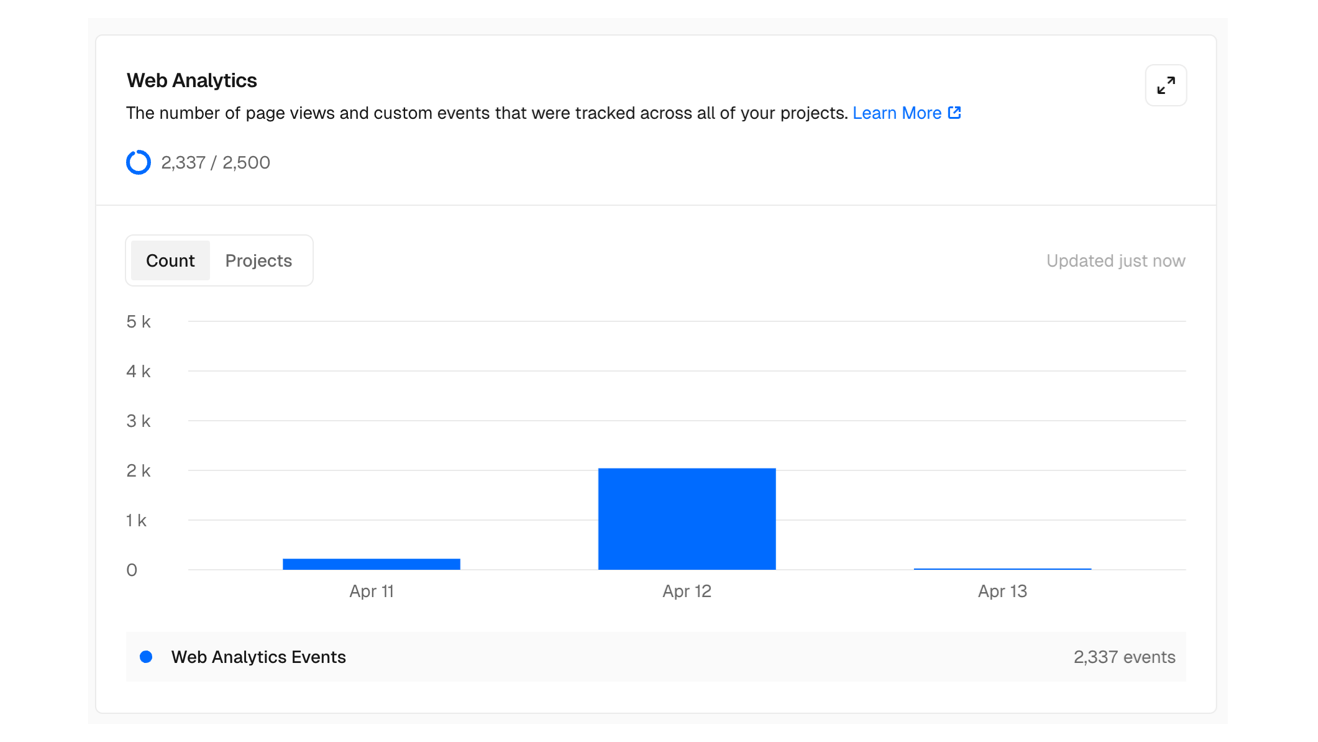 Web Analytics
The number of page views and custom events that were tracked across all of your projects. Learn More
2,337 / 2,500
Count Projects
Updated just now
5 k
4 k
3 k
2 k
1 k
0
Apr 11 Apr 12 Apr 13
Web Analytics Events 2,337 events